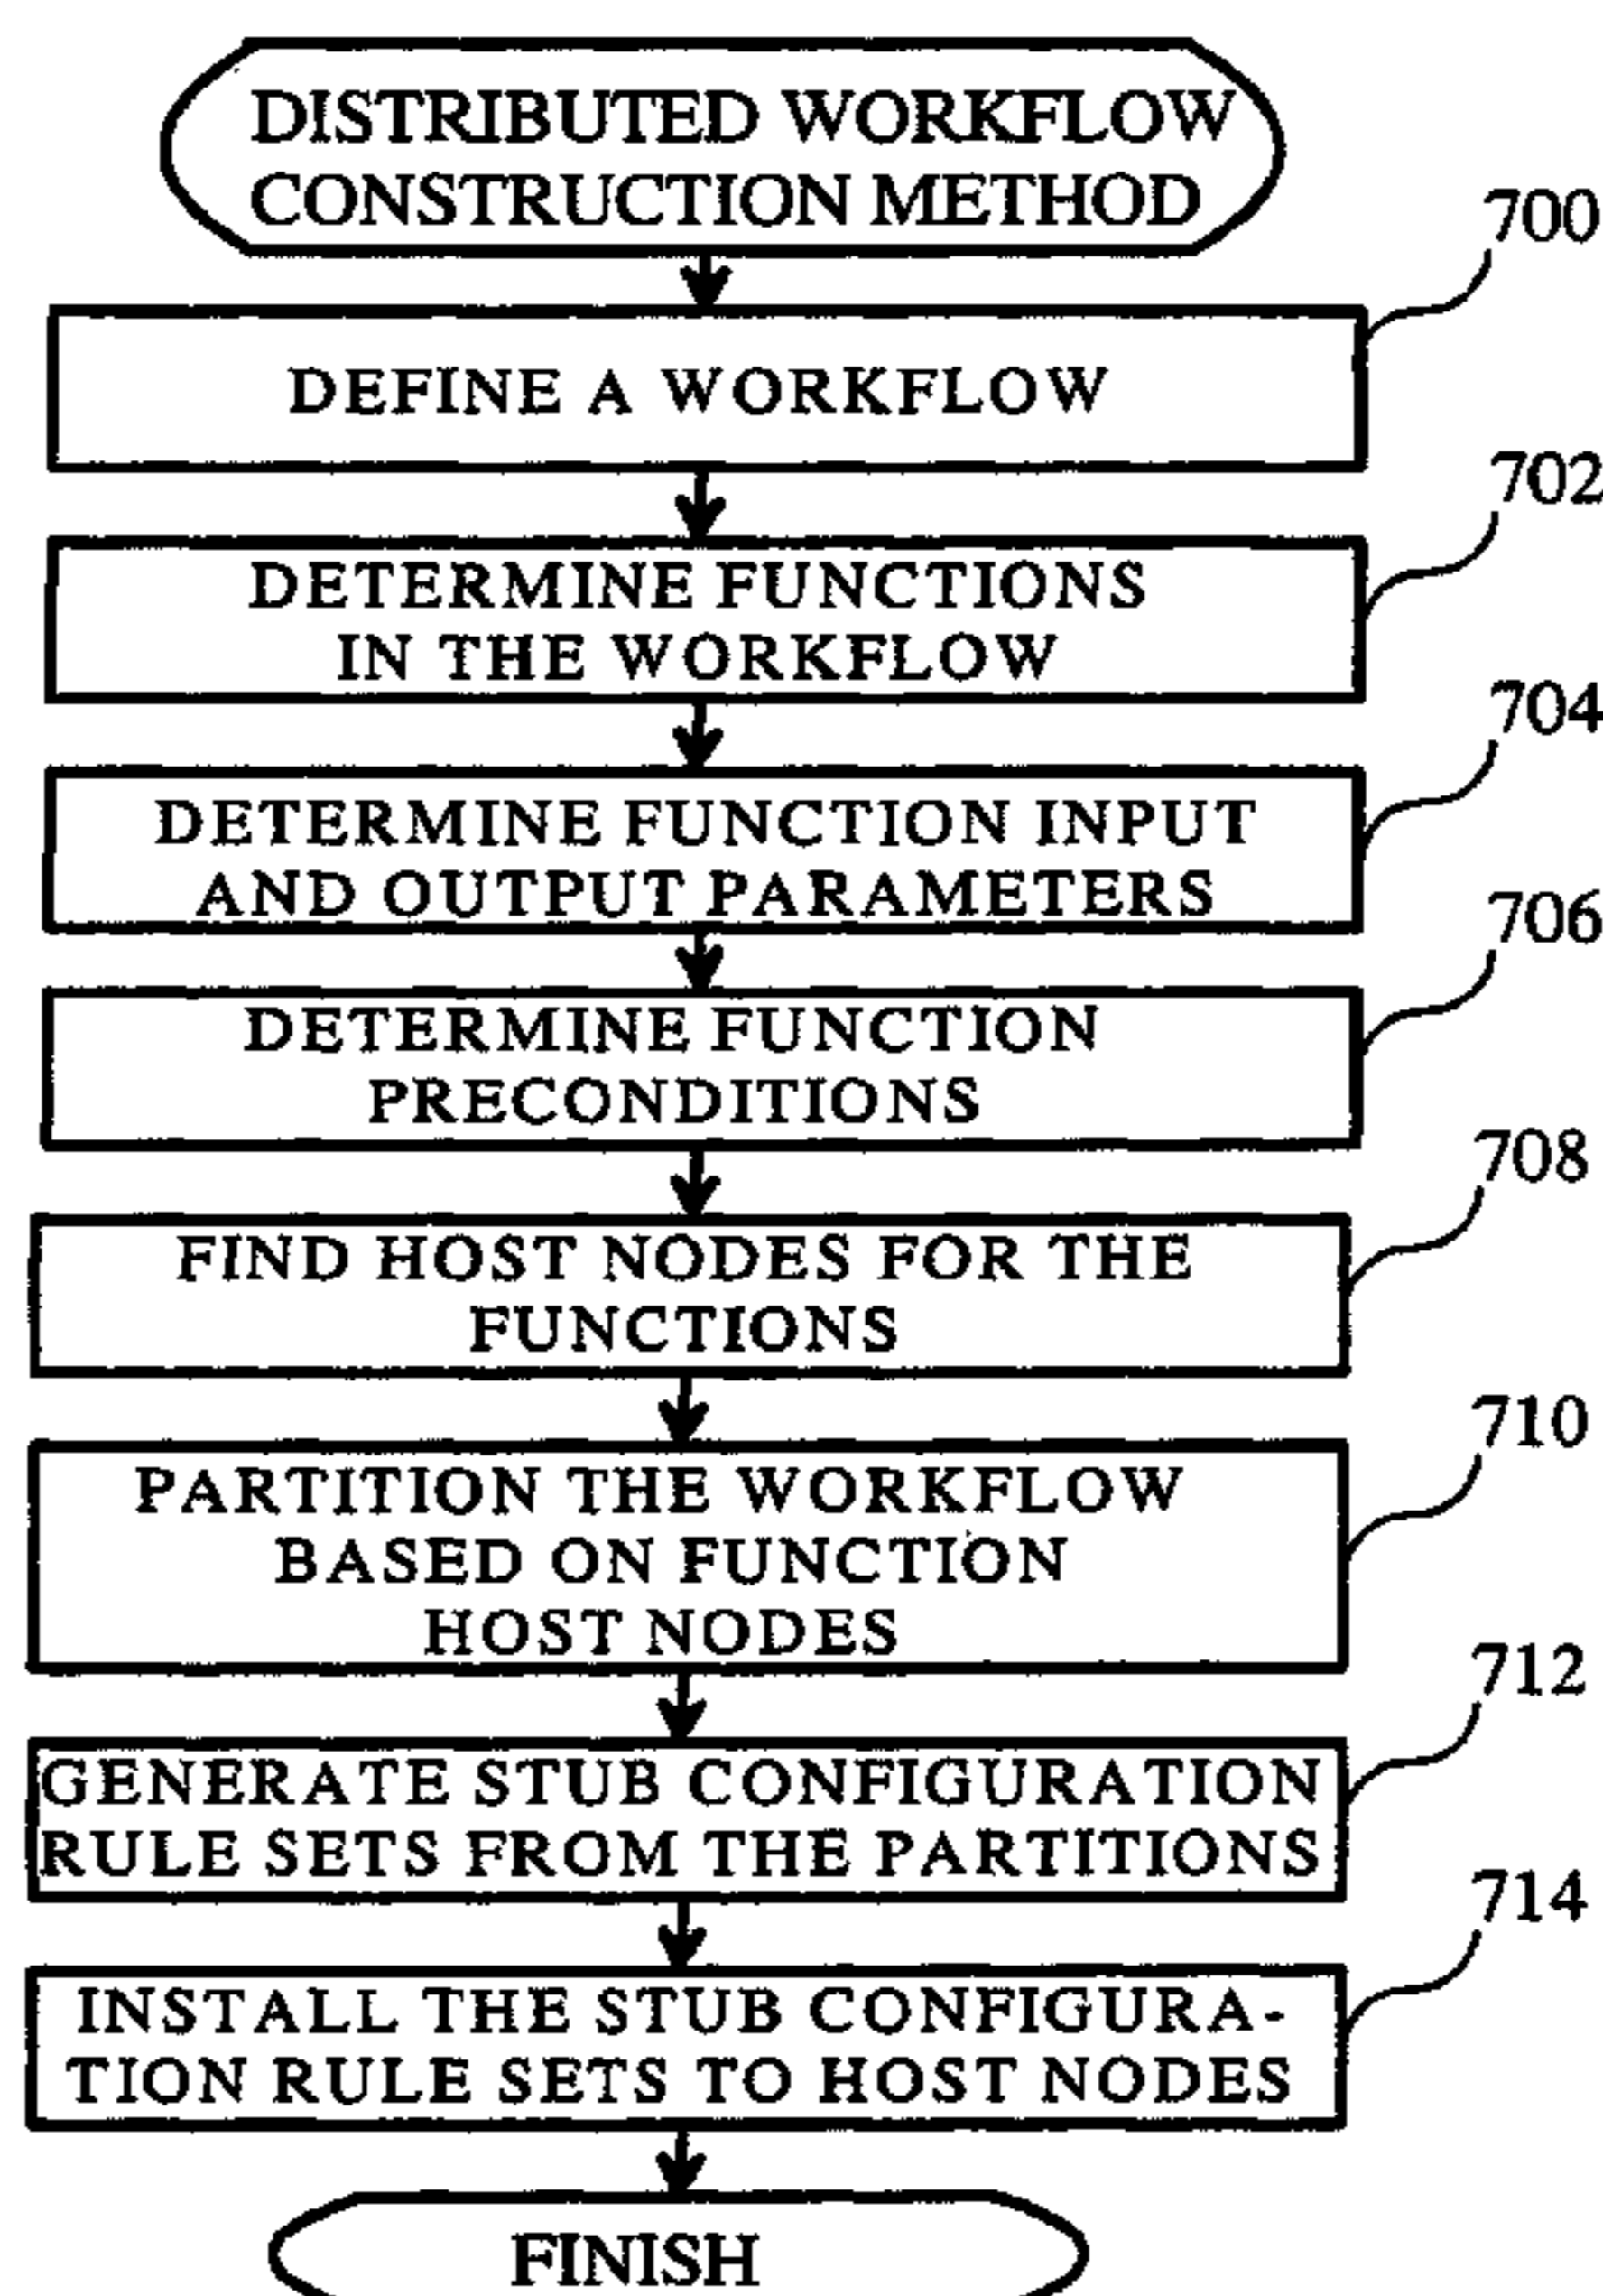 DISTRIBUTED WORKFLOW
CONSTRUCTION METHOD
700
DEFINE A WORKFLOW
702
DETERMINE FUNCTIONS
IN THE WORKFLOW
704
DETERMINE FUNCTION INPUT
AND OUTPUT PARAMETERS
706
DETERMINE FUNCTION
PRECONDITIONS
708
FIND HOST NODES FOR THE
FUNCTIONS
710
PARTITION THE WORKFLOW
BASED ON FUNCTION
HOST NODES
712
GENERATE STUB CONFIGURATION
RULE SETS FROM THE PARTITIONS
714
INSTALL THE STUB CONFIGURA-
TION RULE SETS TO HOST NODES
FINISH